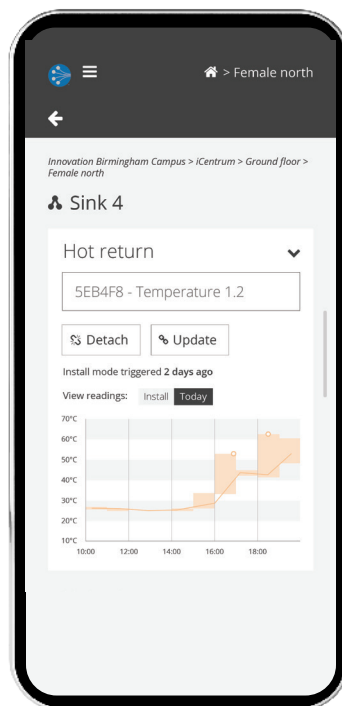 > Female north
Innovation Birmingham Campus > iCentrum > Ground floor >
Female north
Sink 4
Hot return
5EB4F8 - Temperature 1.2
Detach
Update
Install mode triggered 2 days ago
View readings: Install Today
70°C
60°C
50°C
40°C
30°C
20°C
10°C
10:00 12:00 14:00 16:00 18:00